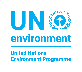 UN
environment
United Nations
Environment Programme